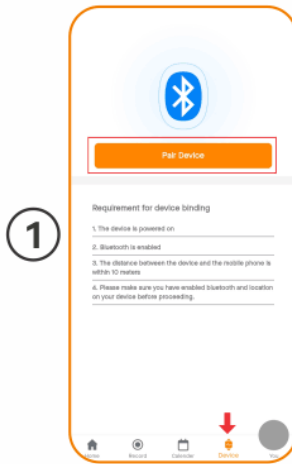 Pair Device
1
Requirement for device binding
1. The device is powered on
2. Bluetooth is enabled
3. The distance between the device and the mobile phone is
within 10 meters
4. Please make sure you have enabled bluetooth and location
on your device before proceeding.
Home Record Calendar Device You